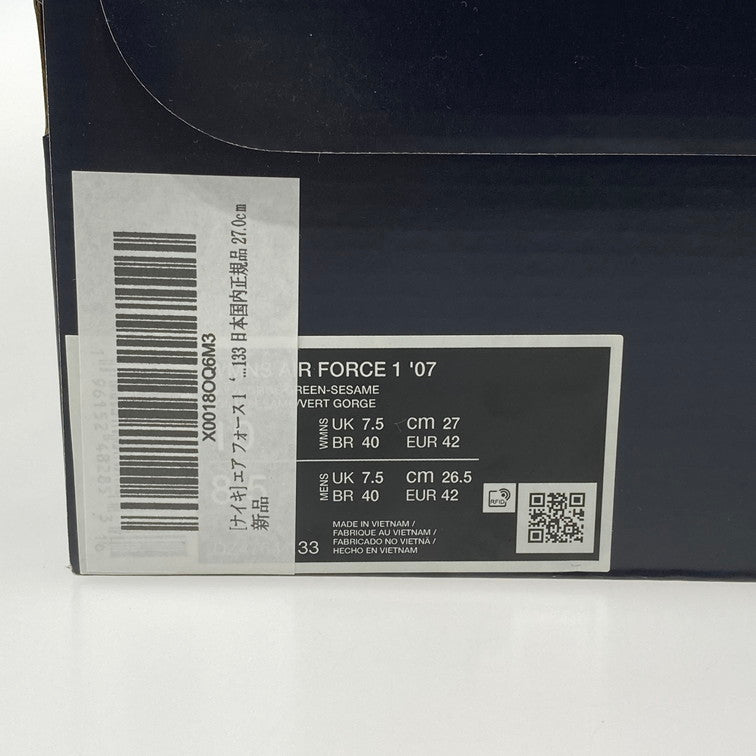 X0018OQ6M3
[ナイキ] エア フォース 1 ‘...133 日本国内正規品 27.0cm
新品
AIR FORCE 1 '07
GREEN-SESAME
VERT GORGE
WMNS UK 7.5 cm 27
BR 40 EUR 42
MENS UK 7.5 cm 26.5
BR 40 EUR 42
RFID
MADE IN VIETNAM /
FABRIQUE AU VIETNAM /
FABRICADO NO VIETNÃ /
HECHO EN VIETNAM
33